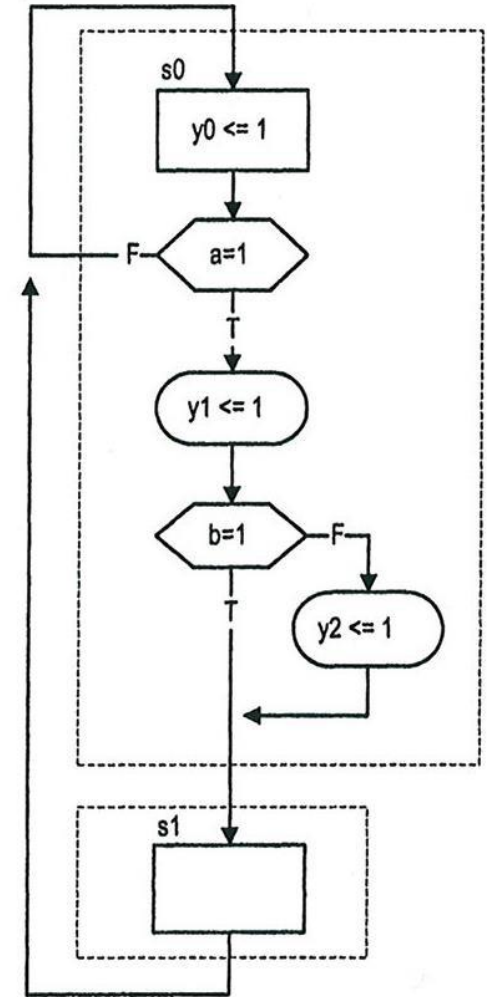 s0
y0 <= 1
F
a=1
T
y1 <= 1
b=1
F
T
y2 <= 1
s1